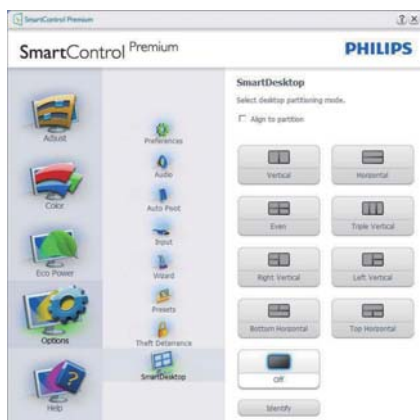 SmartControl Premium
SmartControl Premium
PHILIPS
Adjust
Color
Eco Power
Options
Help
Preferences
Audio
Auto Pivot
Input
Wizard
Presets
Theft Deterrence
SmartDesktop
SmartDesktop
Select desktop partitioning mode.
Align to partition
Vertical
Horizontal
Even
Triple Vertical
Right Vertical
Left Vertical
Bottom Horizontal
Top Horizontal
Off
Identify